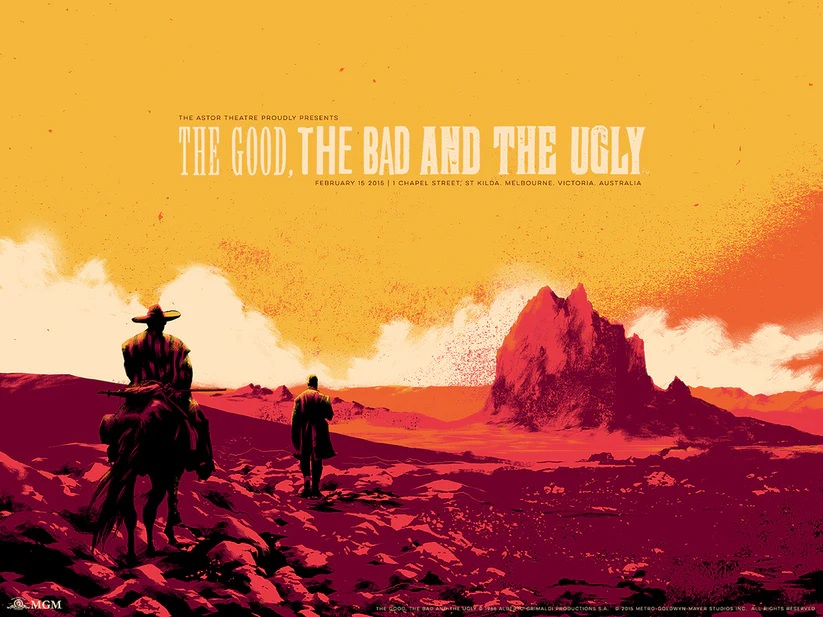 THE ASTOR THEATRE PROUDLY PRESENTS
THE GOOD, THE BAD AND THE UGLY
FEBRUARY 15 2015 | 1 CHAPEL STREET, ST KILDA. MELBOURNE. VICTORIA. AUSTRALIA
MGM
THE GOOD, THE BAD AND THE UGLY © 1966 ALBERTO GRIMALDI PRODUCTIONS S.A. © 2015 METRO-GOLDWYN-MAYER STUDIOS INC. ALL RIGHTS RESERVED